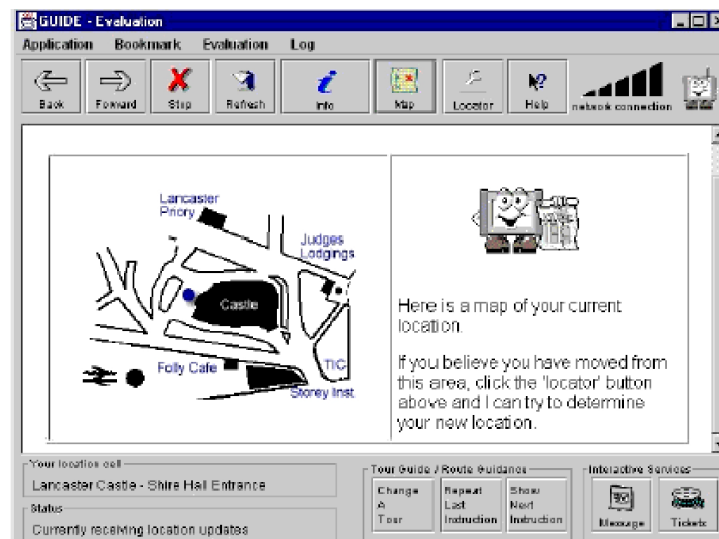 GUIDE - Evaluation
Application Bookmark Evaluation Log
Back Forward Stop Refresh Info Map Locator Help network connection
Lancaster
Priory
Judges
Lodgings
Castle
Folly Cafe
TIC
Storey Inst.
Here is a map of your current
location.
If you believe you have moved from
this area, click the 'locator' button
above and I can try to determine
your new location.
Your location cell
Lancaster Castle - Shire Hall Entrance
Status
Currently receiving location updates
Tour Guide / Route Guidance
Change
A
Tour
Repeat
Last
Instruction
Show
Next
Instruction
Interactive Services
Message
Tickets